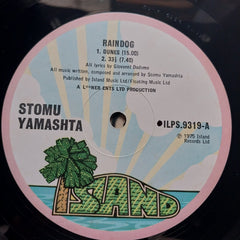 RAINDOG
1. DUNES (15.00)
2. 33⅓ (7.40)
All lyrics by Giovanni Dadomo
All music written, composed and arranged by Stomu Yamashta
Published by Island Music Ltd/Floating Music Ltd
A LOONER ENTS LTD PRODUCTION
STOMU
YAMASHTA
ILPS.9319-A
℗ 1975 Island
Records Ltd
ISLAND